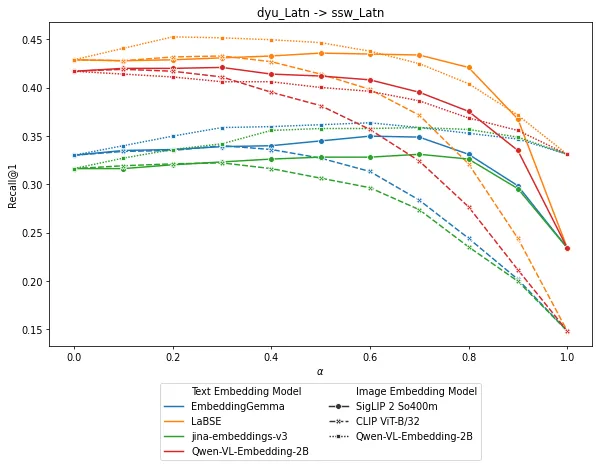 dyu_Latn -> ssw_Latn
Recall@1
0.45
0.40
0.35
0.30
0.25
0.20
0.15
0.0 0.2 0.4 0.6 0.8 1.0
α
Text Embedding Model Image Embedding Model
EmbeddingGemma SigLIP 2 So400m
LaBSE CLIP ViT-B/32
jina-embeddings-v3 Qwen-VL-Embedding-2B
Qwen-VL-Embedding-2B